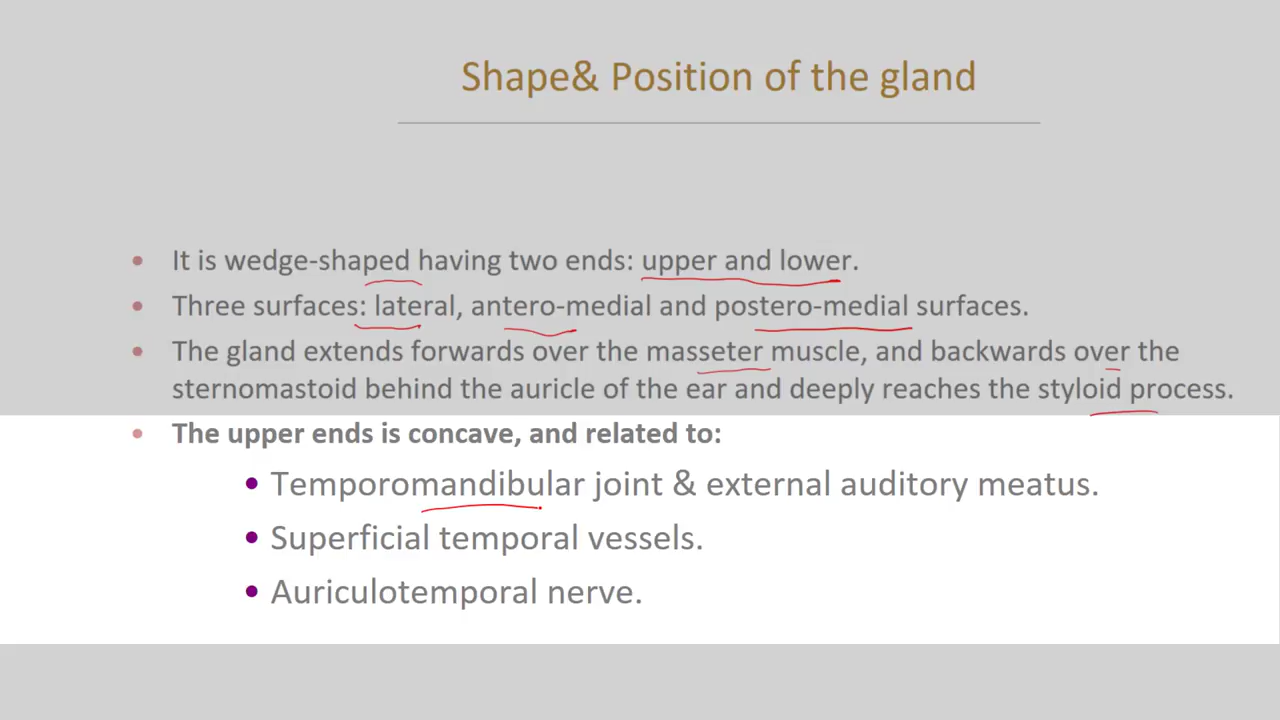 Shape& Position of the gland
• It is wedge-shaped having two ends: upper and lower.
• Three surfaces: lateral, antero-medial and postero-medial surfaces.
• The gland extends forwards over the masseter muscle, and backwards over the
sternomastoid behind the auricle of the ear and deeply reaches the styloid process.
• The upper ends is concave, and related to:
• Temporomandibular joint & external auditory meatus.
• Superficial temporal vessels.
• Auriculotemporal nerve.